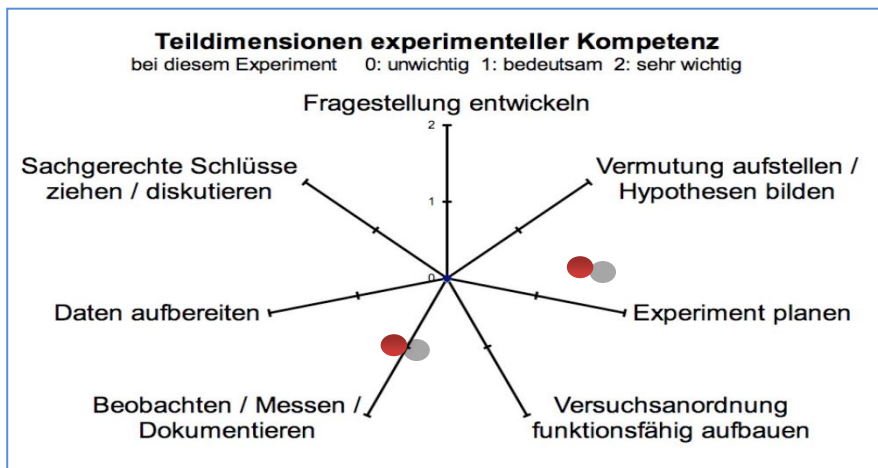 Teildimensionen experimenteller Kompetenz
bei diesem Experiment 0: unwichtig 1: bedeutsam 2: sehr wichtig
Fragestellung entwickeln
2
Sachgerechte Schlüsse
ziehen / diskutieren
Vermutung aufstellen /
Hypothesen bilden
1
0
Daten aufbereiten
Experiment planen
Beobachten / Messen /
Dokumentieren
Versuchsanordnung
funktionsfähig aufbauen